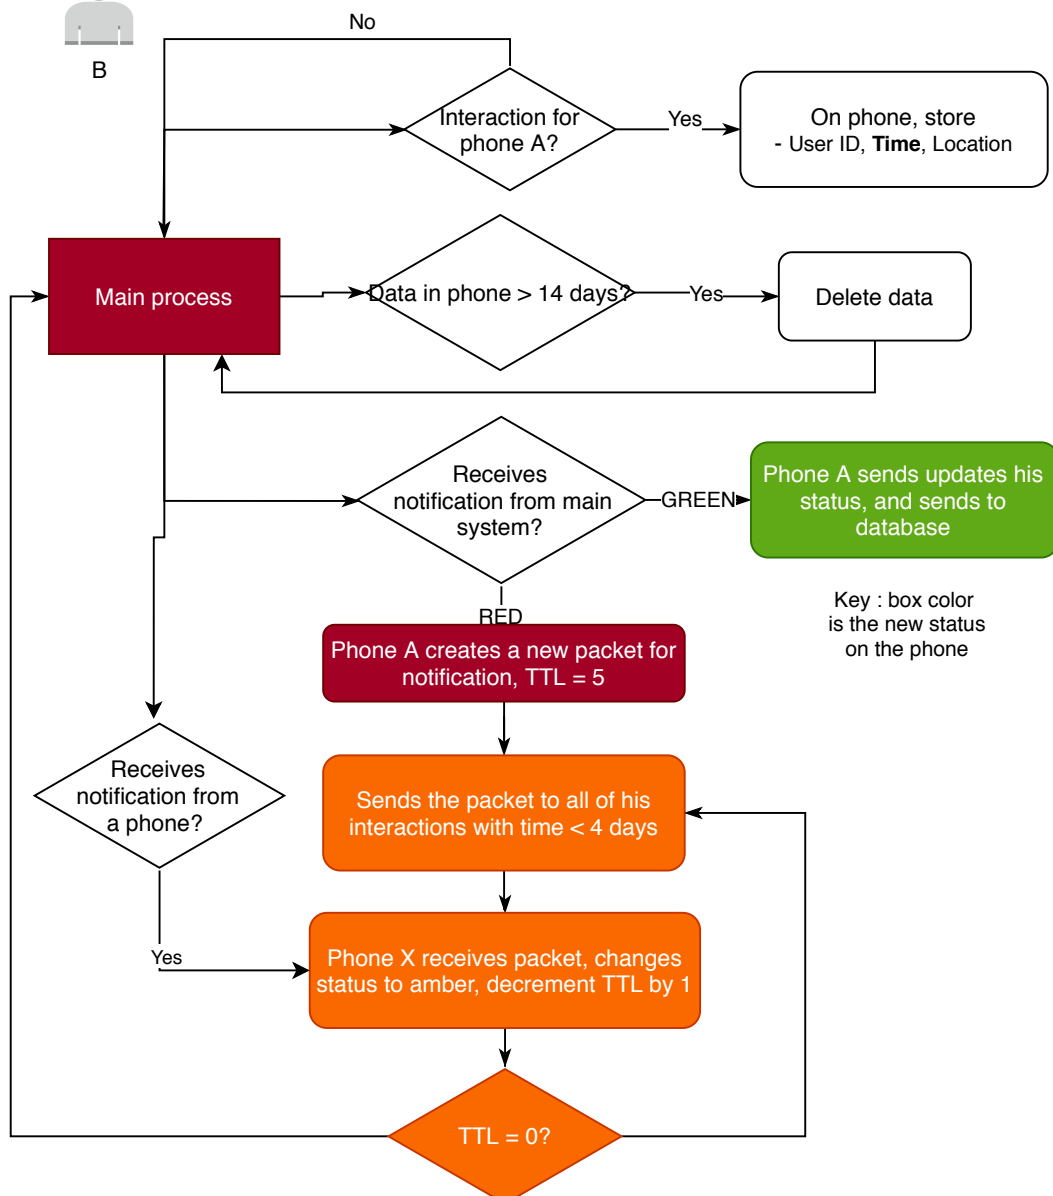 No
B
Interaction for
phone A?
Yes
On phone, store
- User ID, Time, Location
Main process
Data in phone > 14 days?
Yes
Delete data
Receives
notification from main
system?
GREEN
Phone A sends updates his
status, and sends to
database
Key : box color
is the new status
on the phone
RED
Phone A creates a new packet for
notification, TTL = 5
Receives
notification from
a phone?
Sends the packet to all of his
interactions with time < 4 days
Yes
Phone X receives packet, changes
status to amber, decrement TTL by 1
TTL = 0?